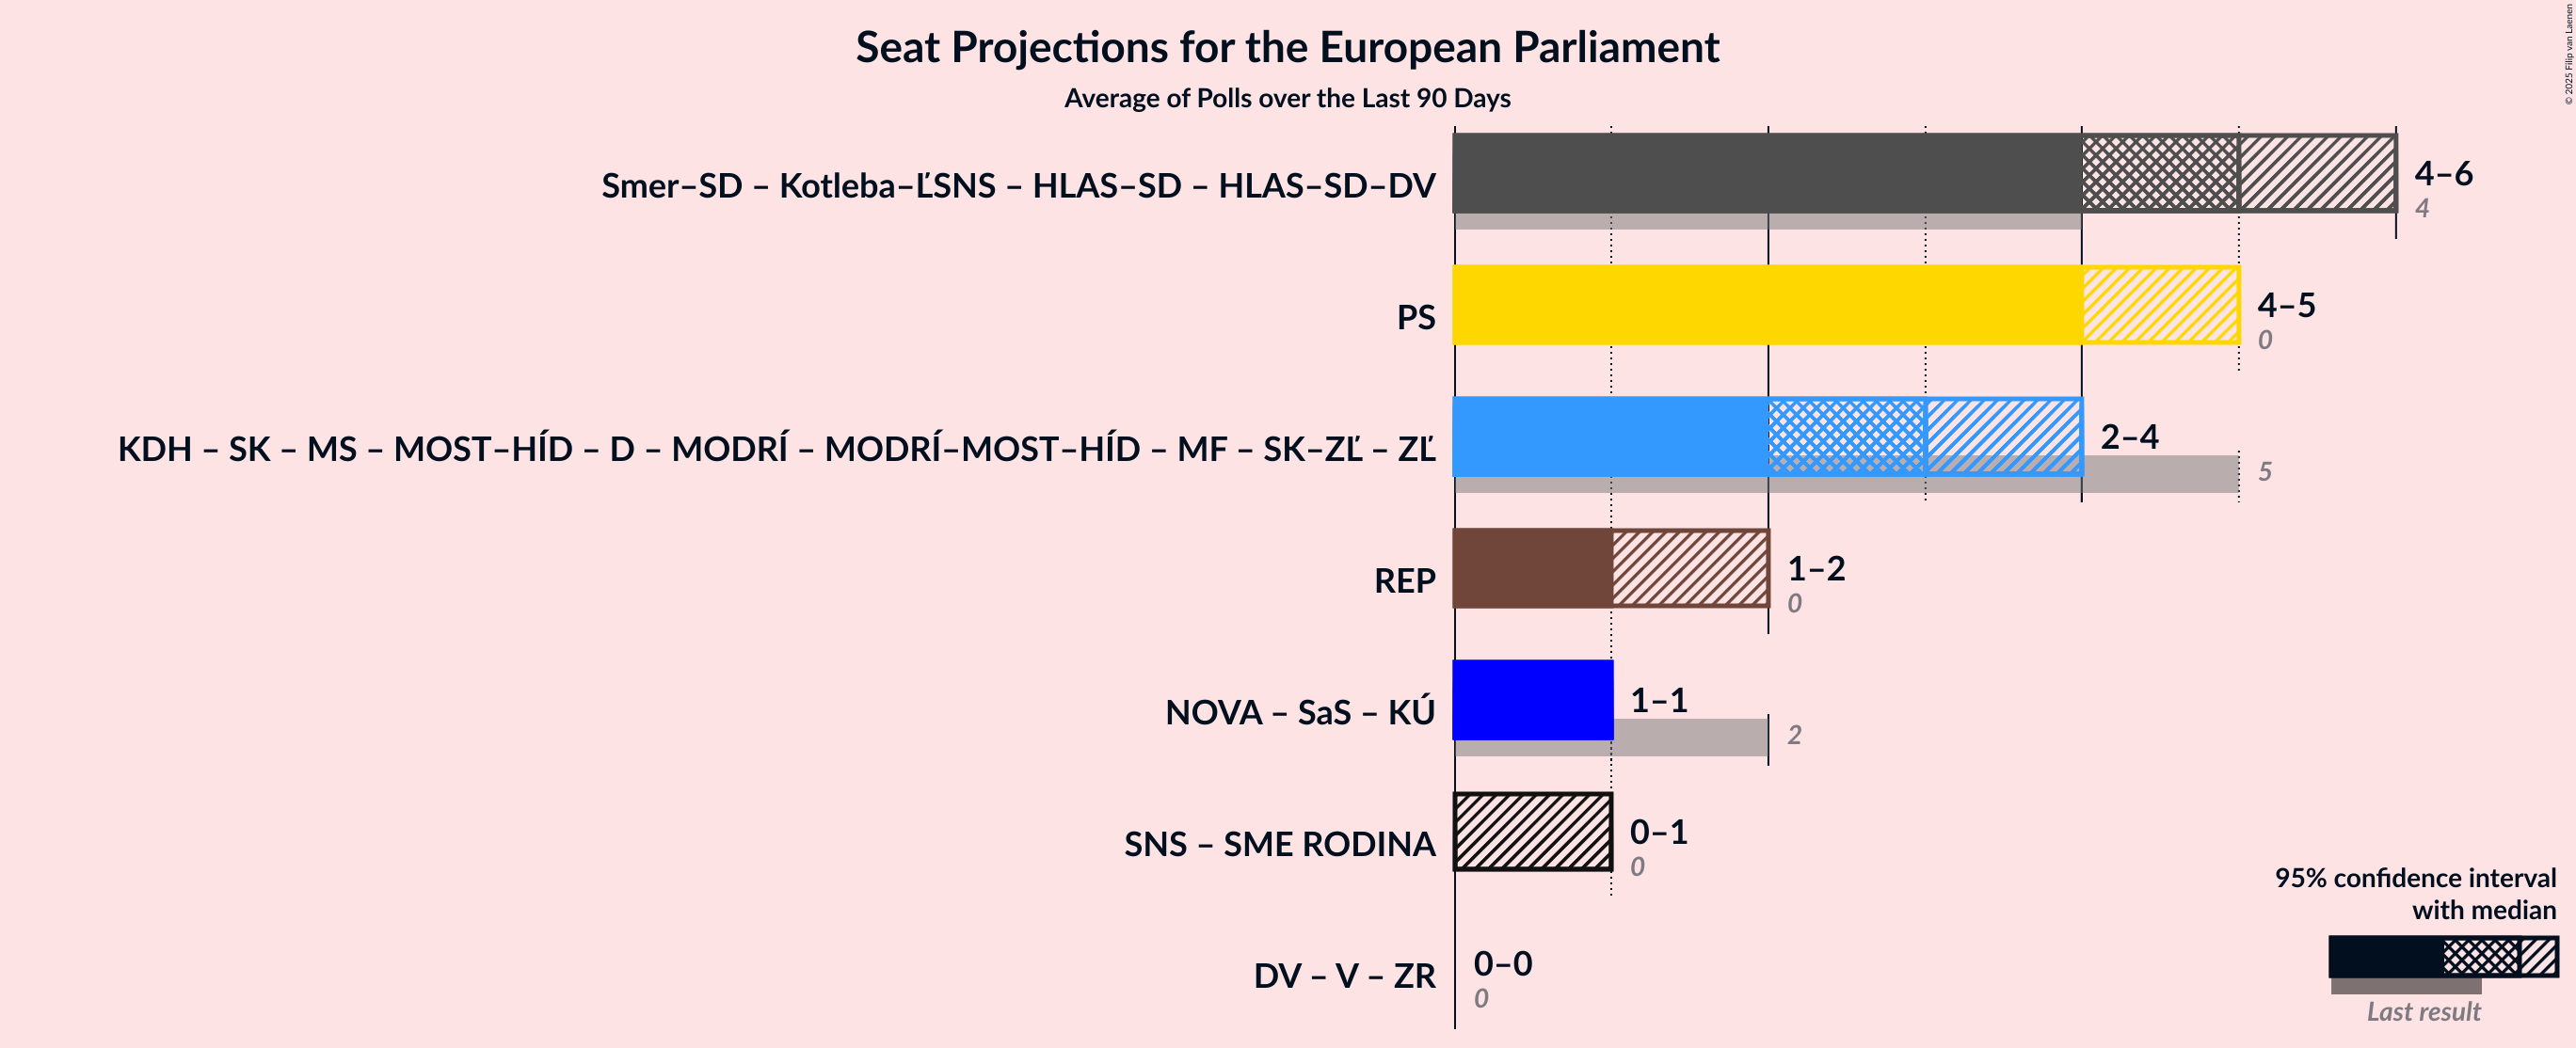 Seat Projections for the European Parliament
Average of Polls over the Last 90 Days
© 2025 Filip van Laenen
Smer–SD – Kotleba–ĽSNS – HLAS–SD – HLAS–SD–DV
4–6
4
PS
4–5
0
KDH – SK – MS – MOST–HÍD – D – MODRÍ – MODRÍ–MOST–HÍD – MF – SK–ZĽ – ZĽ
2–4
5
REP
1–2
0
NOVA – SaS – KÚ
1–1
2
SNS – SME RODINA
0–1
0
DV – V – ZR
0–0
0
95% confidence interval
with median
Last result